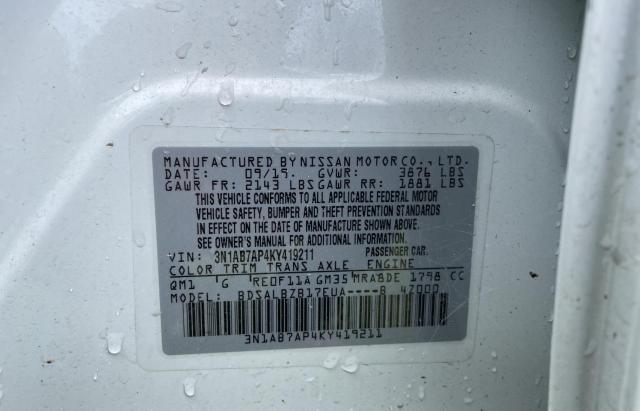 MANUFACTURED BY NISSAN MOTOR CO., LTD.
DATE: 09/19. GVWR: 3876 LBS
GAWR FR: 2143 LBS GAWR RR: 1881 LBS
THIS VEHICLE CONFORMS TO ALL APPLICABLE FEDERAL MOTOR
VEHICLE SAFETY, BUMPER AND THEFT PREVENTION STANDARDS
IN EFFECT ON THE DATE OF MANUFACTURE SHOWN ABOVE.
SEE OWNER'S MANUAL FOR ADDITIONAL INFORMATION.
VIN: 3N1AB7AP4KY419211 PASSENGER CAR.
COLOR TRIM TRANS AXLE ENGINE
QM1 G RE0F11A GM35 MRA8DE 1798 CC
MODEL: BDSALBZB17EUA----B 42000
3N1AB7AP4KY419211